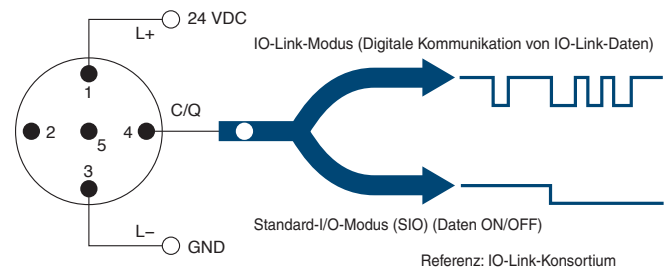 24 VDC
L+
IO-Link-Modus (Digitale Kommunikation von IO-Link-Daten)
1
C/Q
2
5
4
3
L–
GND
Standard-I/O-Modus (SIO) (Daten ON/OFF)
Referenz: IO-Link-Konsortium